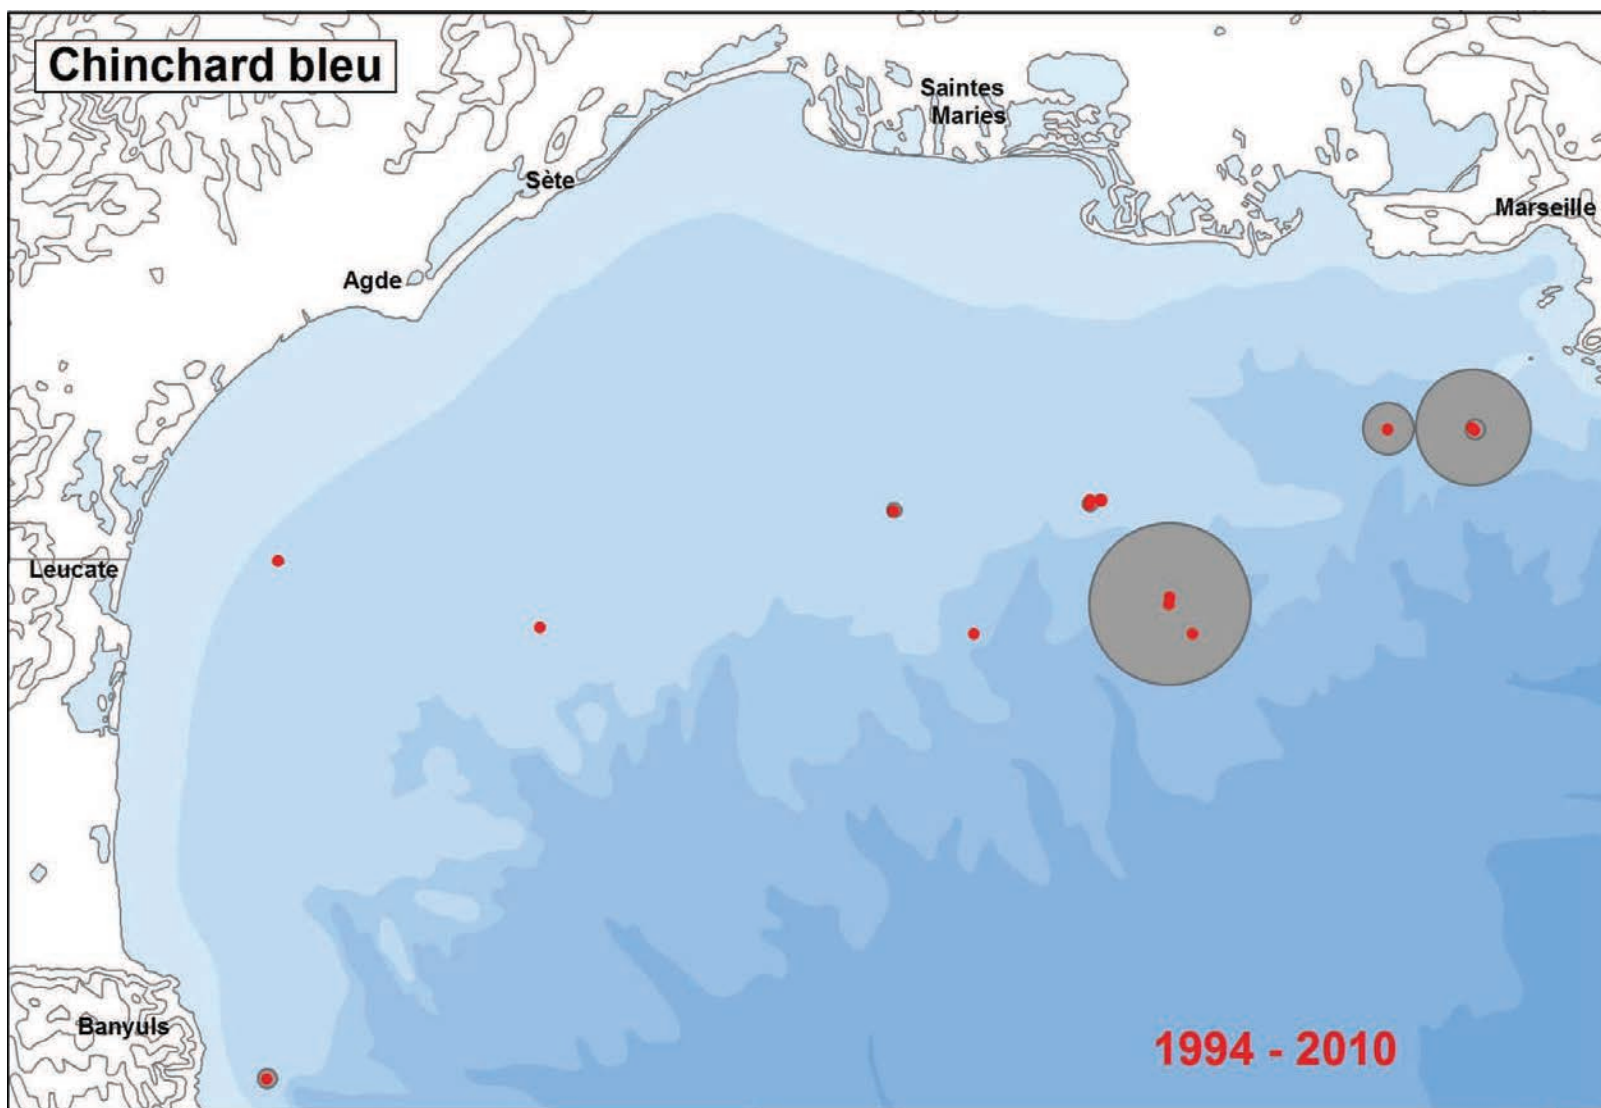 Chinchard bleu
Saintes
Maries
Sète
Marseille
Agde
Leucate
Banyuls
1994 - 2010